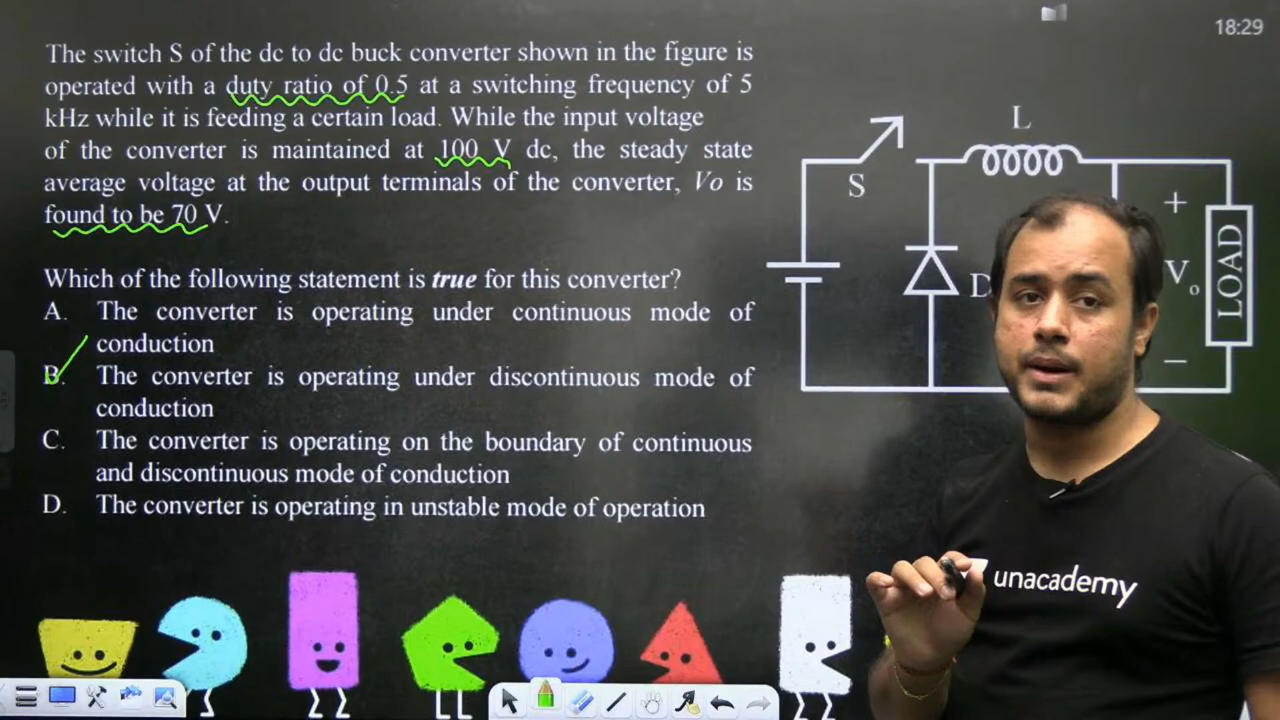 18:29
The switch S of the dc to dc buck converter shown in the figure is
operated with a duty ratio of 0.5 at a switching frequency of 5
kHz while it is feeding a certain load. While the input voltage
of the converter is maintained at 100 V dc, the steady state
average voltage at the output terminals of the converter, Vo is
found to be 70 V.
Which of the following statement is true for this converter?
A. The converter is operating under continuous mode of
conduction
B. The converter is operating under discontinuous mode of
conduction
C. The converter is operating on the boundary of continuous
and discontinuous mode of conduction
D. The converter is operating in unstable mode of operation
L
S
D
+
Vo
−
LOAD
unacademy